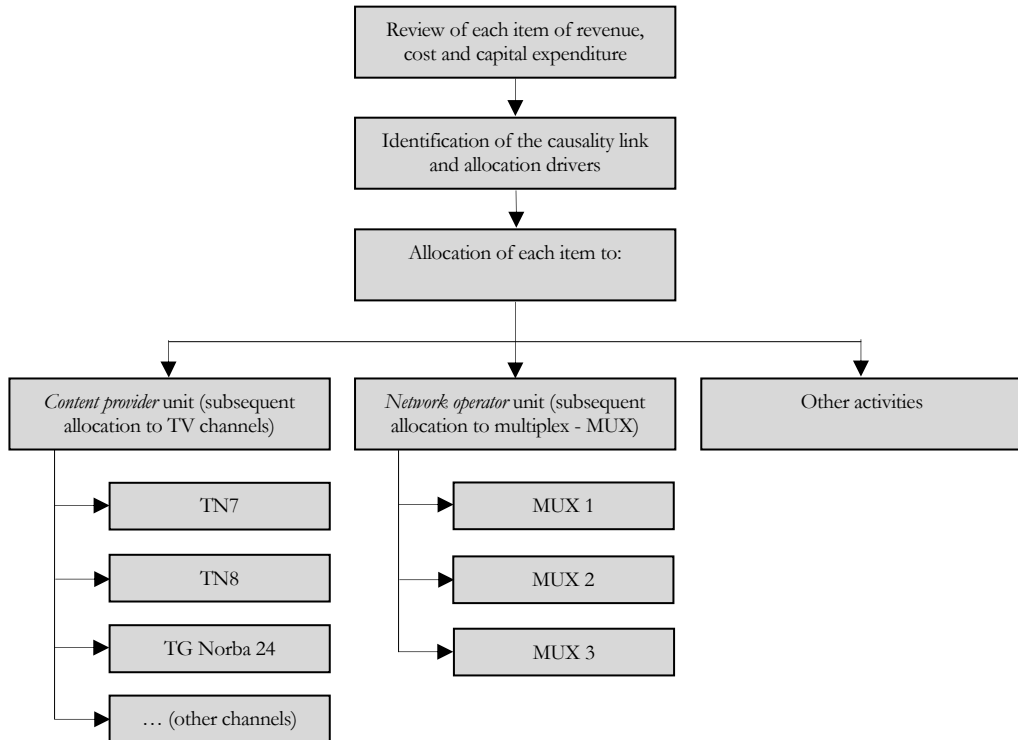 Review of each item of revenue,
cost and capital expenditure
Identification of the causality link
and allocation drivers
Allocation of each item to:
Content provider unit (subsequent
allocation to TV channels)
Network operator unit (subsequent
allocation to multiplex - MUX)
Other activities
TN7
MUX 1
TN8
MUX 2
TG Norba 24
MUX 3
… (other channels)